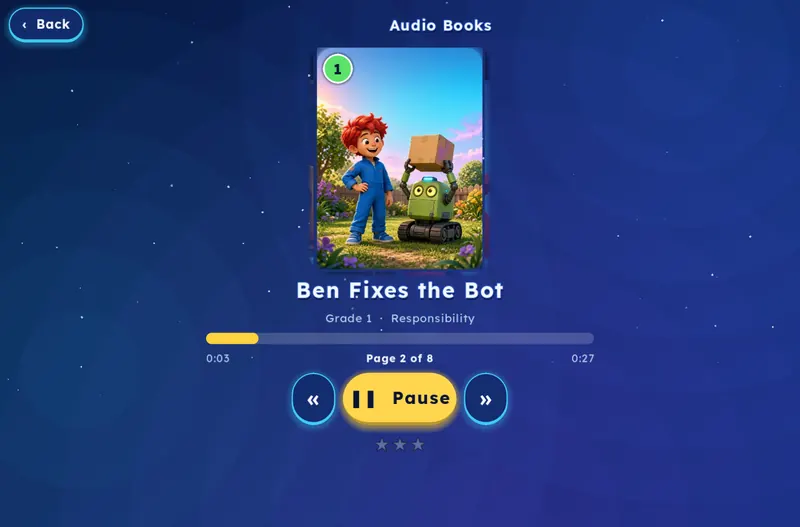 ‹ Back
Audio Books
1
Ben Fixes the Bot
Grade 1 · Responsibility
0:03
Page 2 of 8
0:27
«
❚❚ Pause
»
★ ★ ★